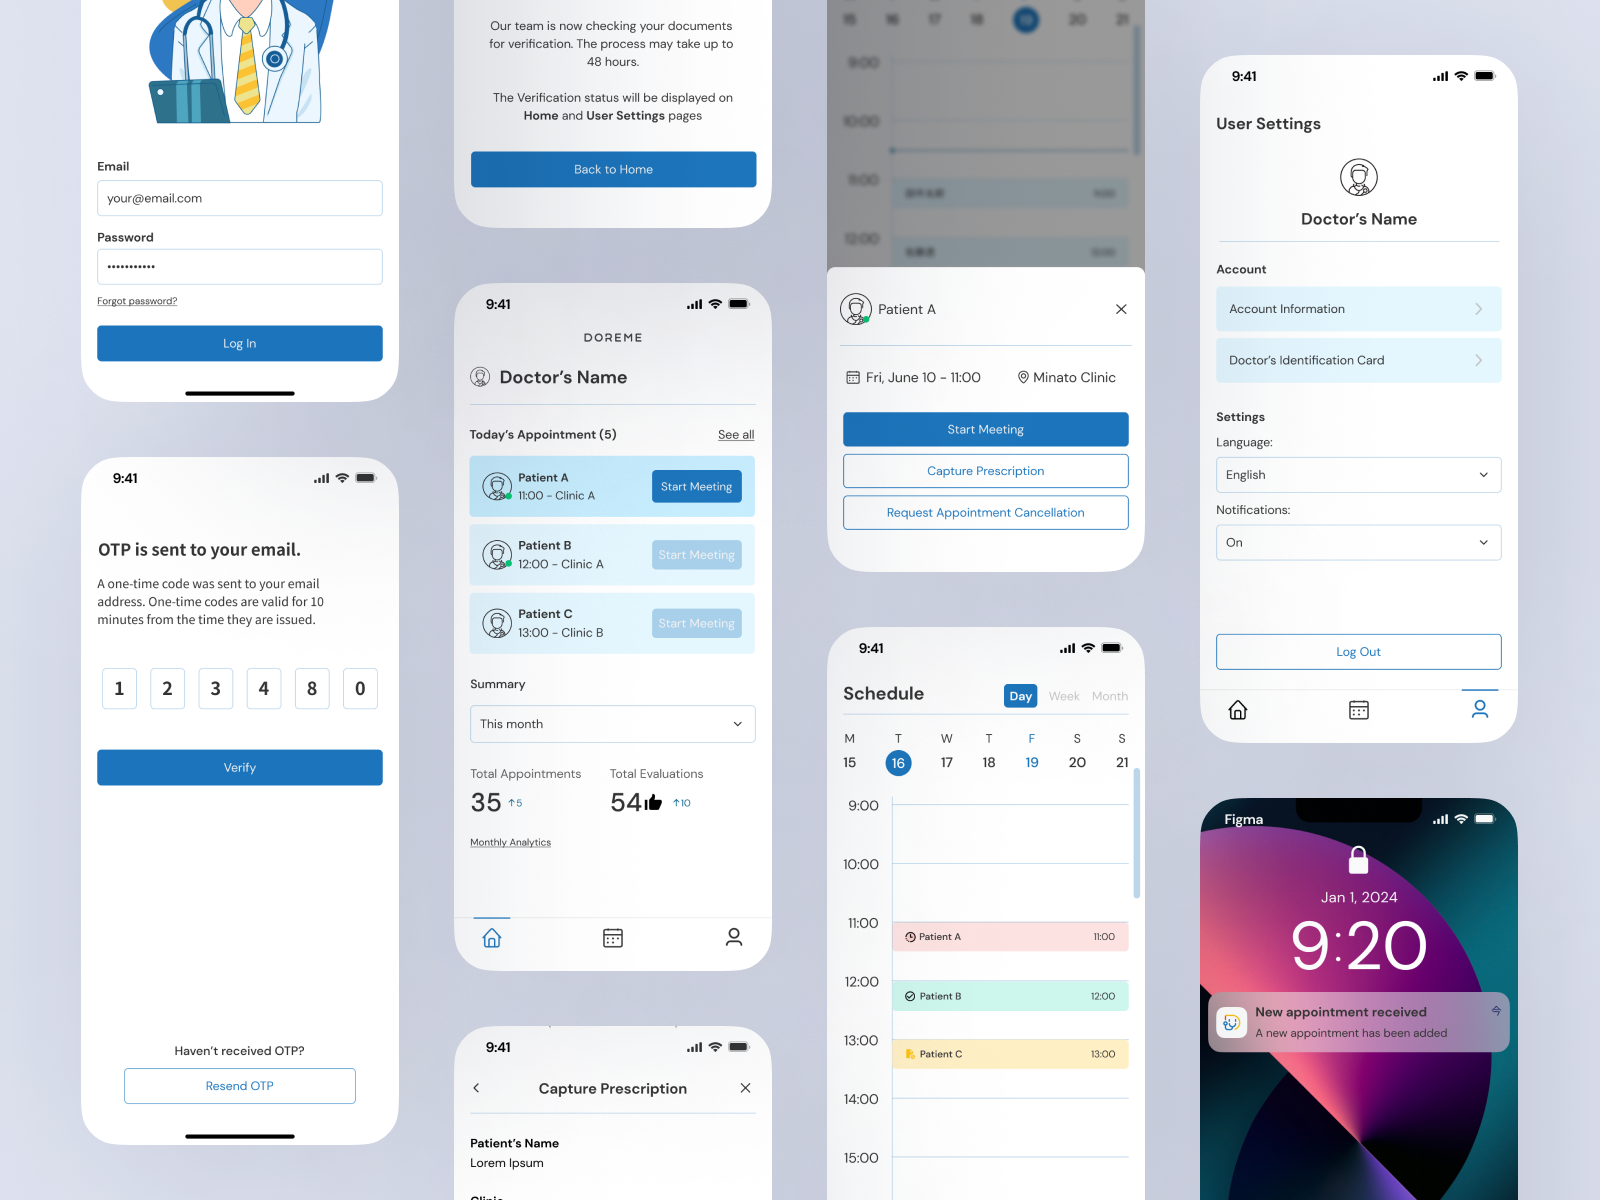 Email
your@email.com
Password
•••••••••••
Forgot password?
Log In
9:41
OTP is sent to your email.
A one-time code was sent to your email
address. One-time codes are valid for 10
minutes from the time they are issued.
1 2 3 4 8 0
Verify
Haven't received OTP?
Resend OTP
Our team is now checking your documents
for verification. The process may take up to
48 hours.
The Verification status will be displayed on
Home and User Settings pages
Back to Home
9:41
DOREME
Doctor's Name
Today's Appointment (5) See all
Patient A
11:00 - Clinic A
Start Meeting
Patient B
12:00 - Clinic A
Start Meeting
Patient C
13:00 - Clinic B
Start Meeting
Summary
This month
Total Appointments Total Evaluations
35 ↑5 54 ↑10
Monthly Analytics
9:41
Capture Prescription
Patient's Name
Lorem Ipsum
Clinic
15 16 17 18 19 20 21
9:00
10:00
11:00
9:00
12:00
10:00
Patient A
Fri, June 10 - 11:00 Minato Clinic
Start Meeting
Capture Prescription
Request Appointment Cancellation
9:41
Schedule Day Week Month
M T W T F S S
15 16 17 18 19 20 21
9:00
10:00
11:00 Patient A 11:00
12:00 Patient B 12:00
13:00 Patient C 13:00
14:00
15:00
9:41
User Settings
Doctor's Name
Account
Account Information
Doctor's Identification Card
Settings
Language:
English
Notifications:
On
Log Out
Figma
Jan 1, 2024
9:20
New appointment received
A new appointment has been added